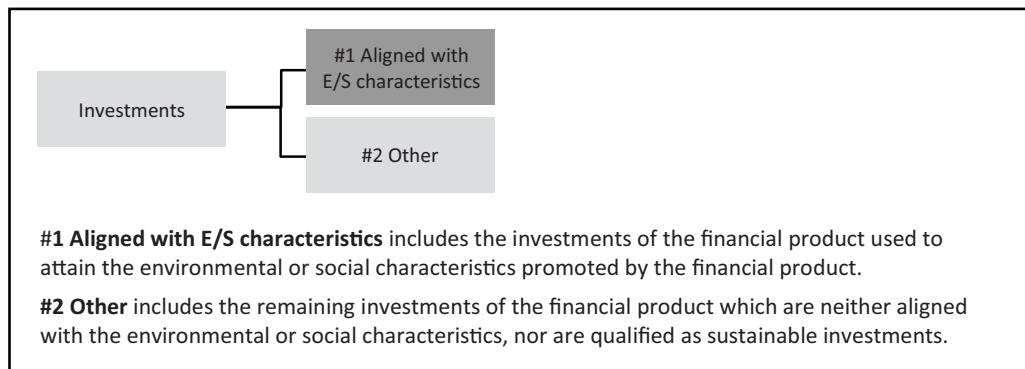 #1 Aligned with
E/S characteristics
Investments
#2 Other
#1 Aligned with E/S characteristics includes the investments of the financial product used to
attain the environmental or social characteristics promoted by the financial product.
#2 Other includes the remaining investments of the financial product which are neither aligned
with the environmental or social characteristics, nor are qualified as sustainable investments.